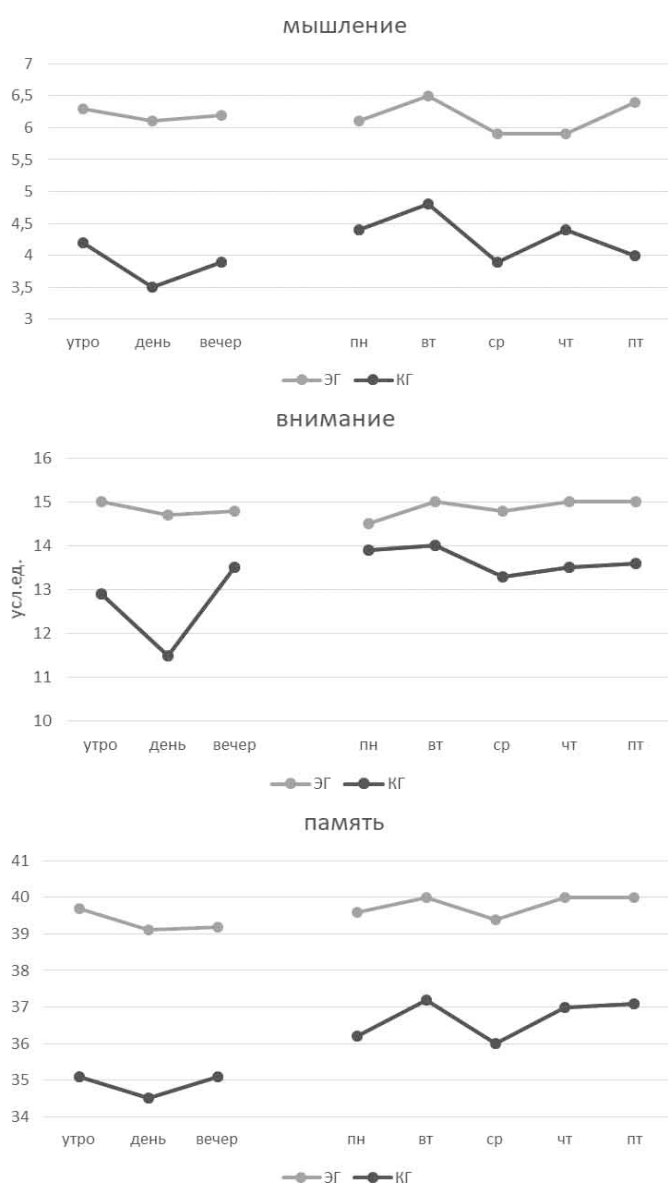 мышление
7
6,5
6
5,5
5
4,5
4
3,5
3
утро день вечер пн вт ср чт пт
ЭГ КГ
внимание
16
15
14
13
12
11
10
усл.ед.
утро день вечер пн вт ср чт пт
ЭГ КГ
память
41
40
39
38
37
36
35
34
утро день вечер пн вт ср чт пт
ЭГ КГ